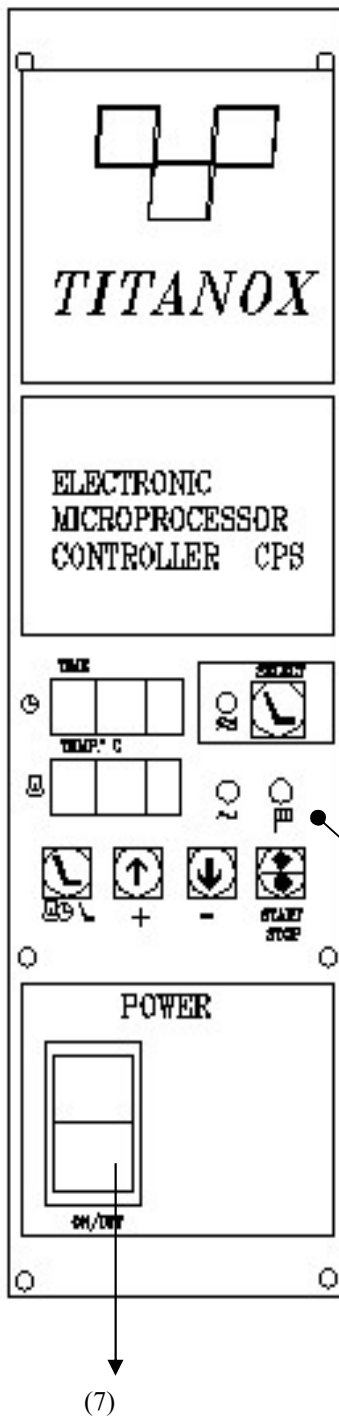 TITANOX
ELECTRONIC
MICROPROCESSOR
CONTROLLER CPS
TIME
SELECT
TEMP.° C
+ -
START
STOP
POWER
ON/OFF
(7)